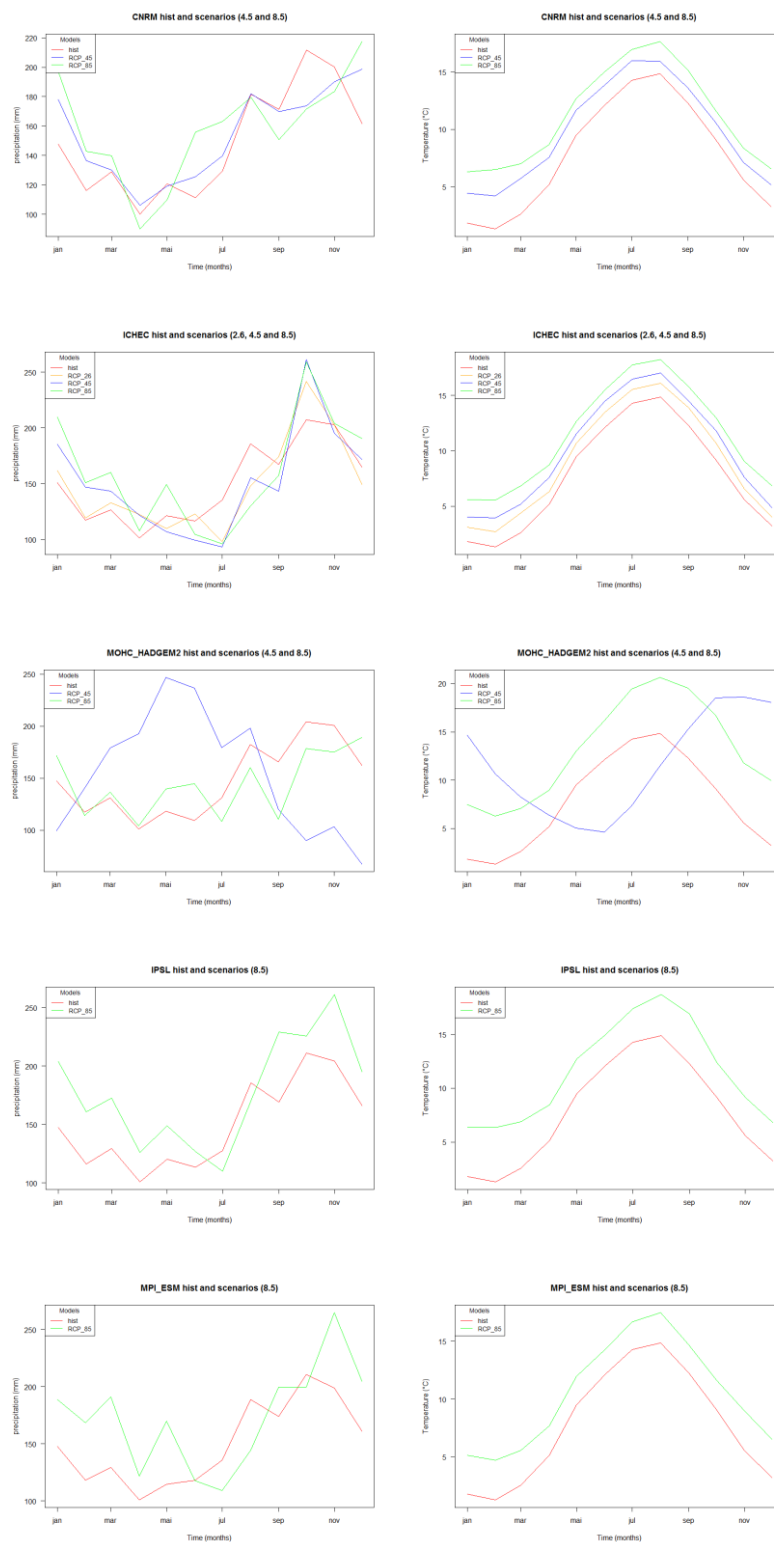 CNRM hist and scenarios (4.5 and 8.5)
Models
hist
RCP_45
RCP_85
precipitation (mm)
220
200
180
160
140
120
100
jan mar mai jul sep nov
Time (months)
CNRM hist and scenarios (4.5 and 8.5)
Models
hist
RCP_45
RCP_85
Temperature (°C)
15
10
5
jan mar mai jul sep nov
Time (months)
ICHEC hist and scenarios (2.6, 4.5 and 8.5)
Models
hist
RCP_26
RCP_45
RCP_85
precipitation (mm)
250
200
150
100
jan mar mai jul sep nov
Time (months)
ICHEC hist and scenarios (2.6, 4.5 and 8.5)
Models
hist
RCP_26
RCP_45
RCP_85
Temperature (°C)
15
10
5
jan mar mai jul sep nov
Time (months)
MOHC_HADGEM2 hist and scenarios (4.5 and 8.5)
Models
hist
RCP_45
RCP_85
precipitation (mm)
250
200
150
100
jan mar mai jul sep nov
Time (months)
MOHC_HADGEM2 hist and scenarios (4.5 and 8.5)
Models
hist
RCP_45
RCP_85
Temperature (°C)
20
15
10
5
jan mar mai jul sep nov
Time (months)
IPSL hist and scenarios (8.5)
Models
hist
RCP_85
precipitation (mm)
250
200
150
100
jan mar mai jul sep nov
Time (months)
IPSL hist and scenarios (8.5)
Models
hist
RCP_85
Temperature (°C)
15
10
5
jan mar mai jul sep nov
Time (months)
MPI_ESM hist and scenarios (8.5)
Models
hist
RCP_85
precipitation (mm)
250
200
150
100
jan mar mai jul sep nov
Time (months)
MPI_ESM hist and scenarios (8.5)
Models
hist
RCP_85
Temperature (°C)
15
10
5
jan mar mai jul sep nov
Time (months)